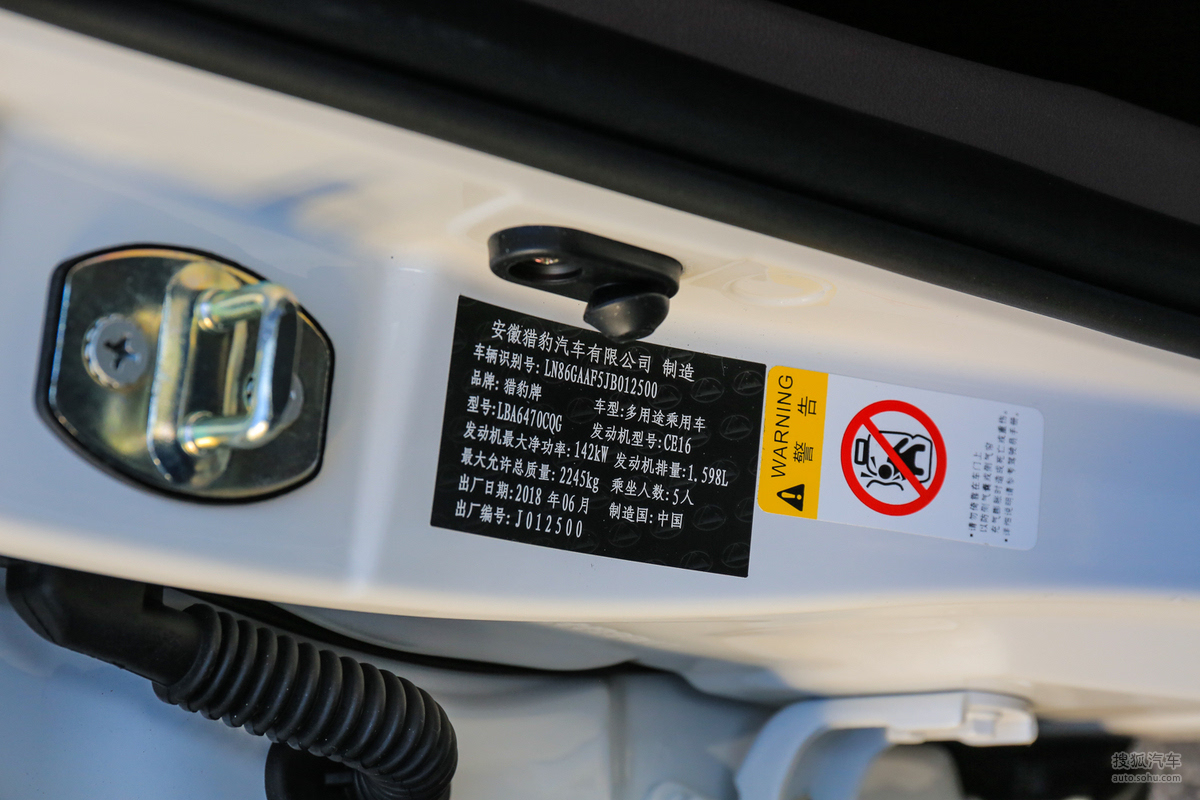 安徽猎豹汽车有限公司 制造
车辆识别号:LN86GAAF5JB012500
品牌:猎豹牌 车型:多用途乘用车
型号:LBA6470CQG 发动机型号:CE16
发动机最大净功率:142kW 发动机排量:1.598L
最大允许总质量:2245kg 乘坐人数:5人
出厂日期:2018年06月 制造国:中国
出厂编号:J012500
WARNING
警告
搜狐汽车
auto.sohu.com